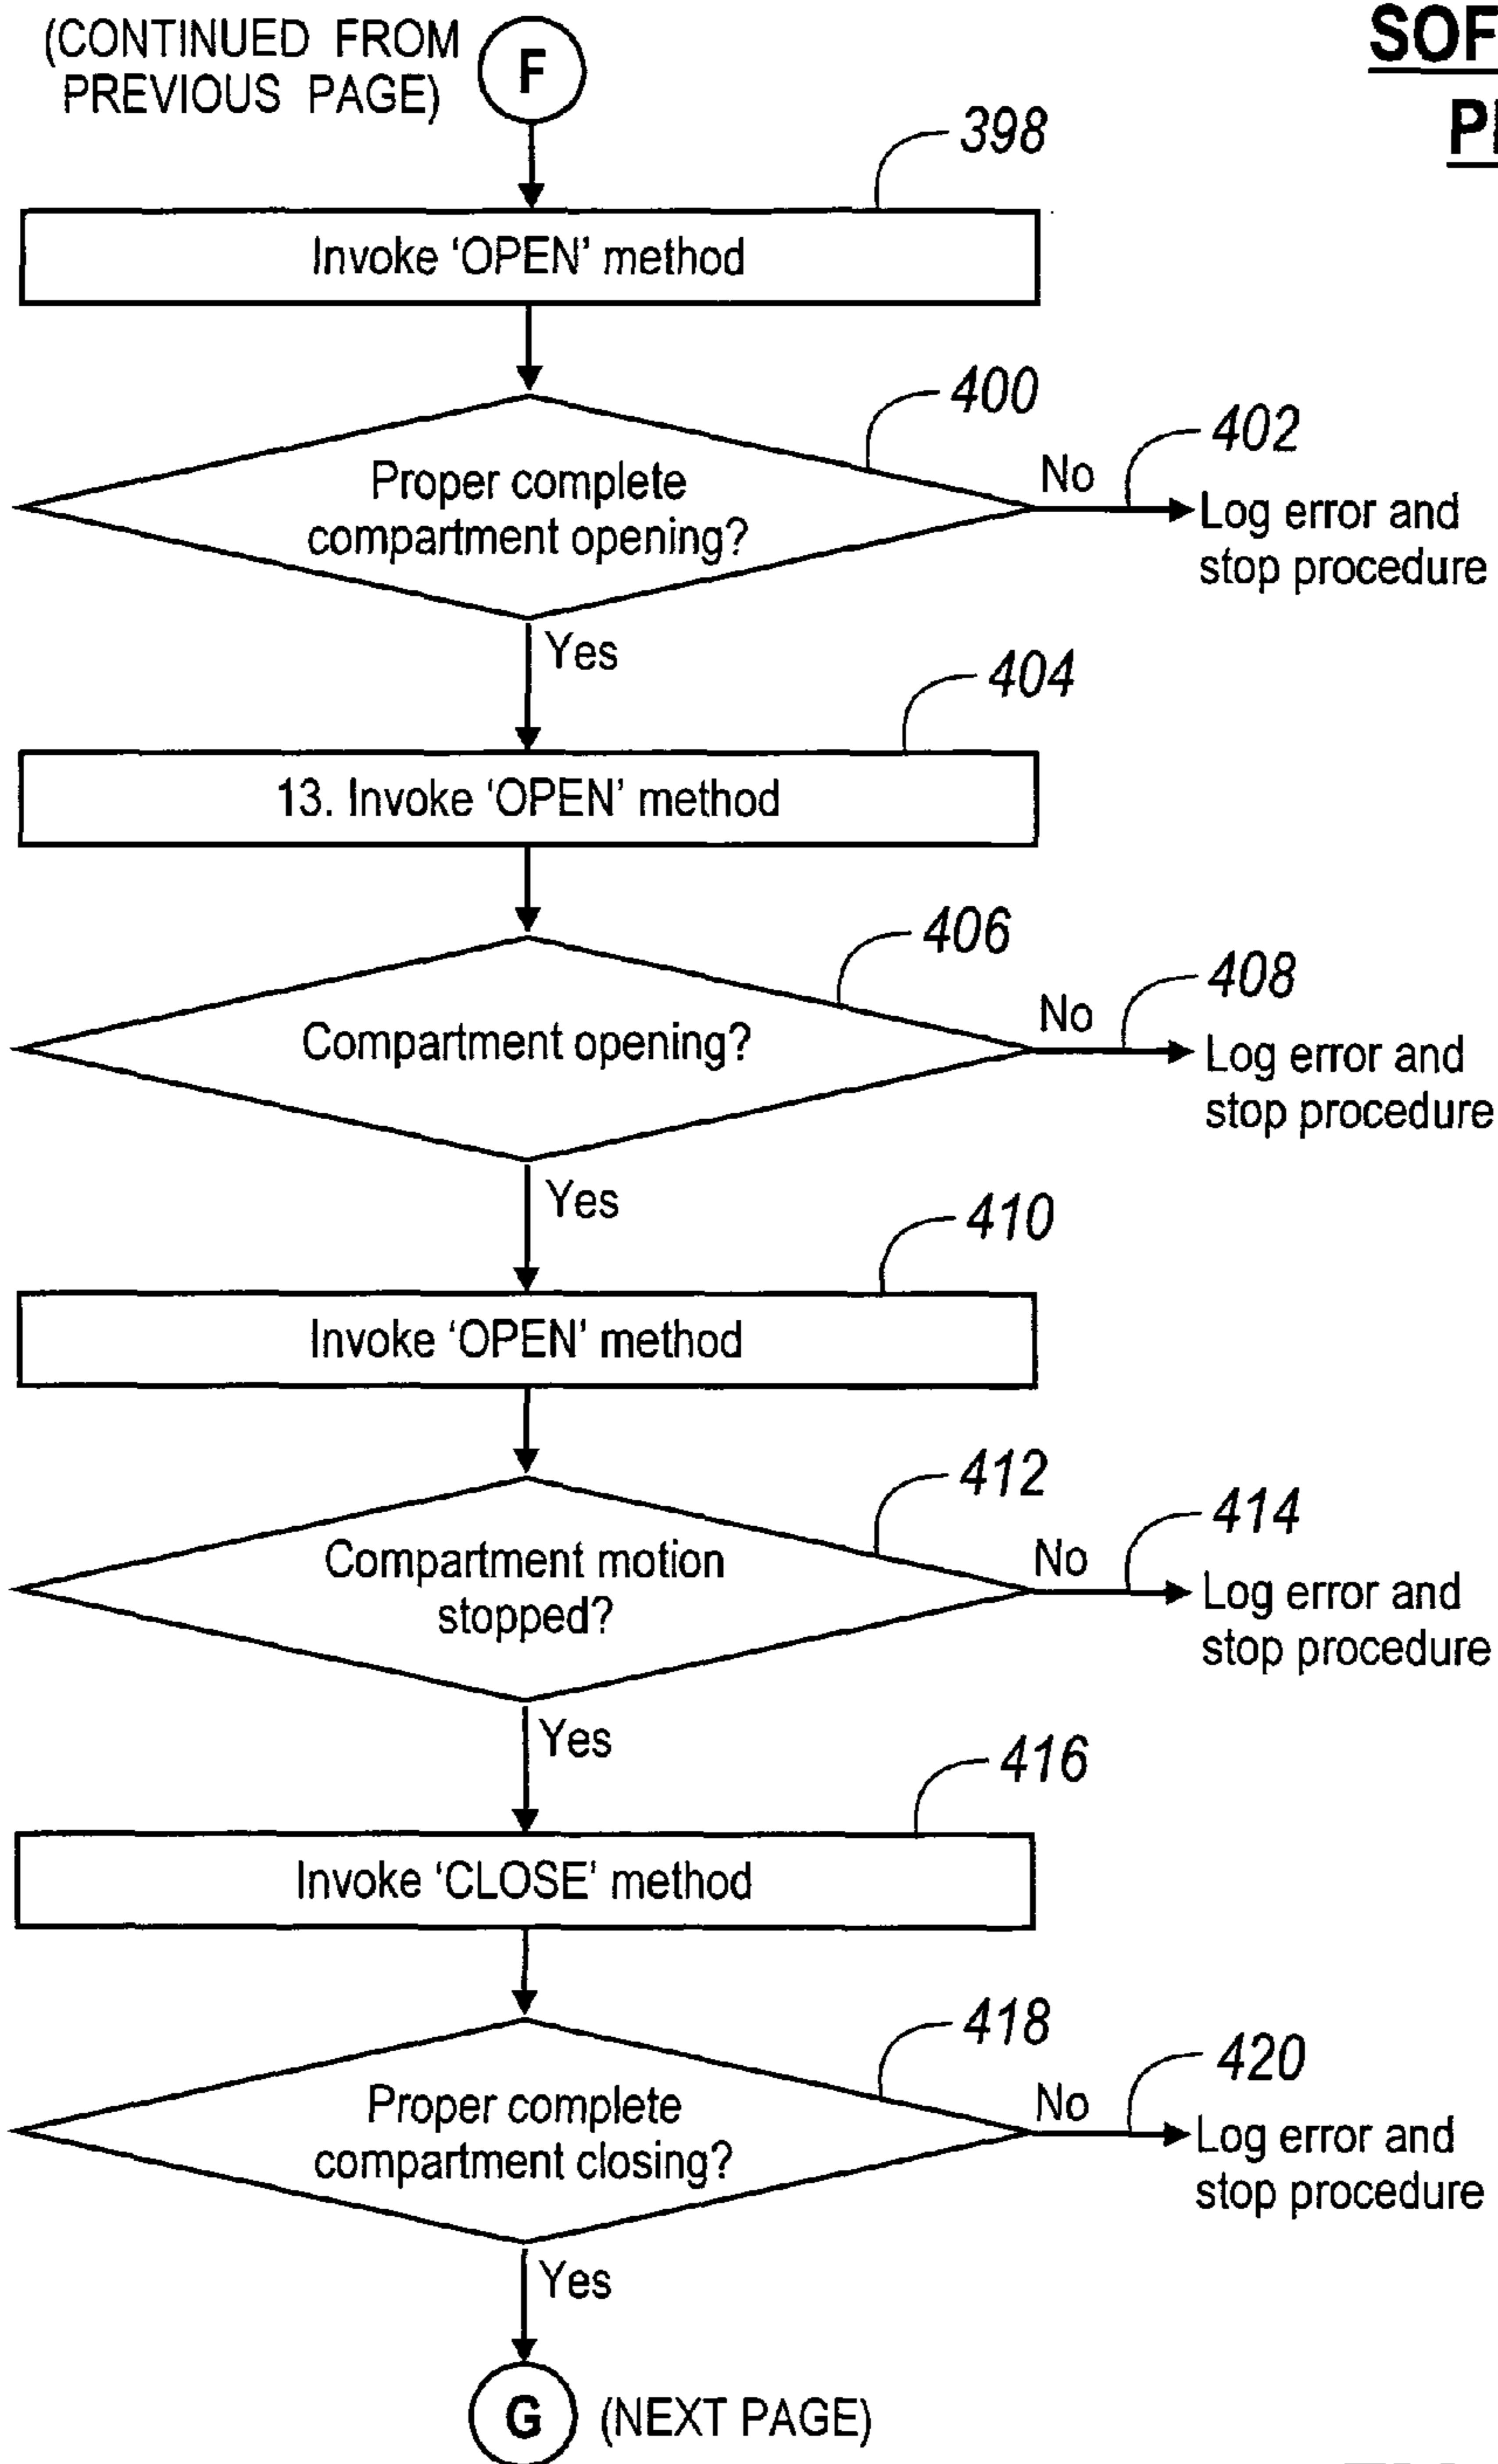 (CONTINUED FROM
PREVIOUS PAGE)
F
398
Invoke ‘OPEN’ method
400
Proper complete
compartment opening?
No
402
Log error and
stop procedure
Yes
404
13. Invoke ‘OPEN’ method
406
Compartment opening?
No
408
Log error and
stop procedure
Yes
410
Invoke ‘OPEN’ method
412
Compartment motion
stopped?
No
414
Log error and
stop procedure
Yes
416
Invoke ‘CLOSE’ method
418
Proper complete
compartment closing?
No
420
Log error and
stop procedure
Yes
G
(NEXT PAGE)